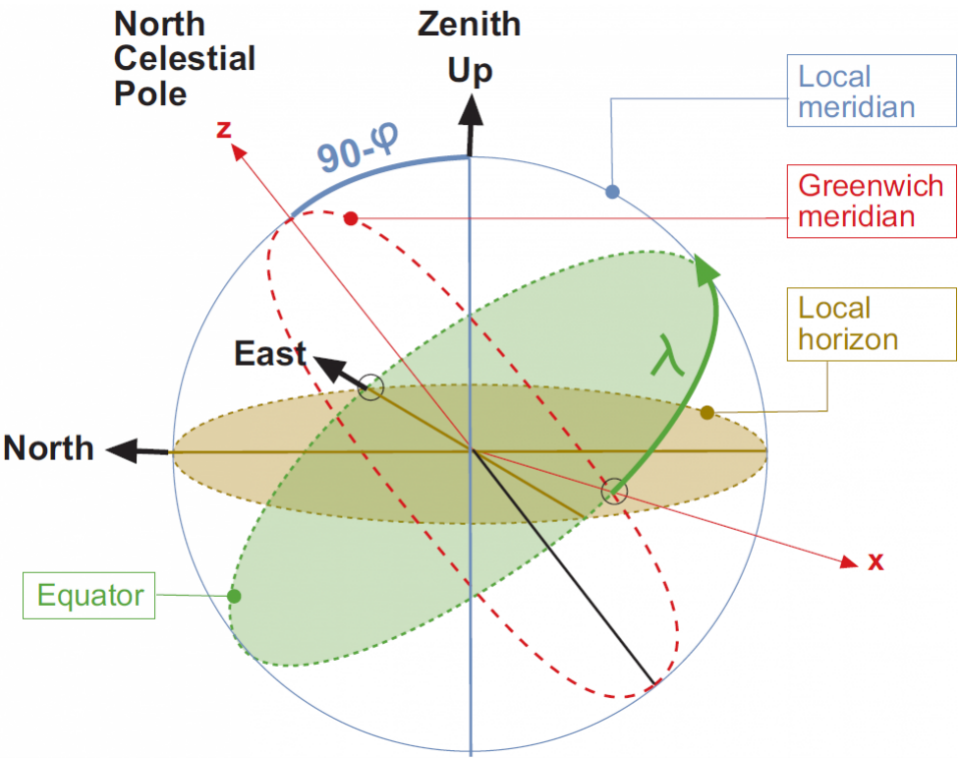 North
Celestial
Pole
Zenith
Up
z
90-φ
Local
meridian
Greenwich
meridian
Local
horizon
East
λ
North
x
Equator